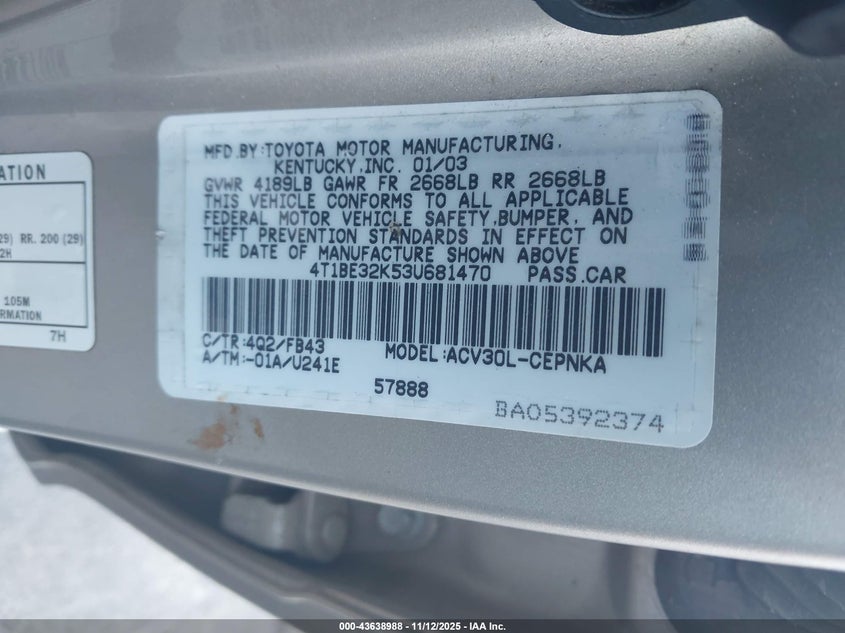 MFD.BY:TOYOTA MOTOR MANUFACTURING,
KENTUCKY,INC. 01/03
GVWR 4189LB GAWR FR 2668LB RR 2668LB
THIS VEHICLE CONFORMS TO ALL APPLICABLE
FEDERAL MOTOR VEHICLE SAFETY,BUMPER, AND
THEFT PREVENTION STANDARDS IN EFFECT ON
THE DATE OF MANUFACTURE SHOWN ABOVE
4T1BE32K53U681470 PASS.CAR
C/TR:4Q2/FB43
A/TM:-01A/U241E
MODEL:ACV30L-CEPNKA
57888
BA05392374
RR. 200 (29)
2H
105M
7H
000-43638988 - 11/12/2025 - IAA Inc.